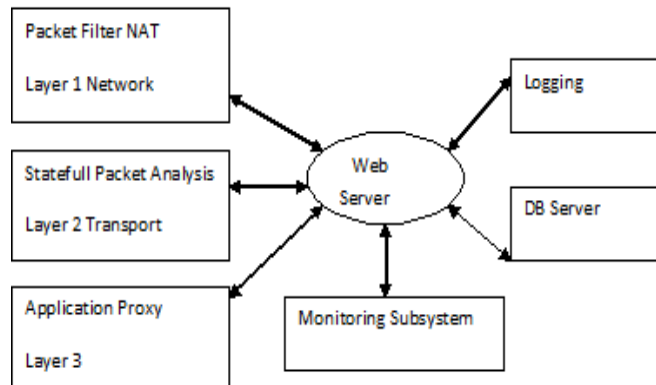 Packet Filter NAT
Layer 1 Network
Logging
Statefull Packet Analysis
Layer 2 Transport
Web
Server
DB Server
Application Proxy
Layer 3
Monitoring Subsystem